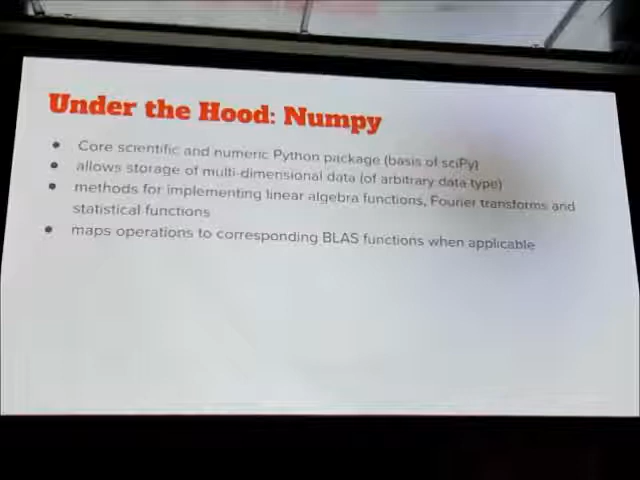 Under the Hood: Numpy
● Core scientific and numeric Python package (basis of sciPy)
● allows storage of multi-dimensional data (of arbitrary data type)
● methods for implementing linear algebra functions, Fourier transforms and
statistical functions
● maps operations to corresponding BLAS functions when applicable